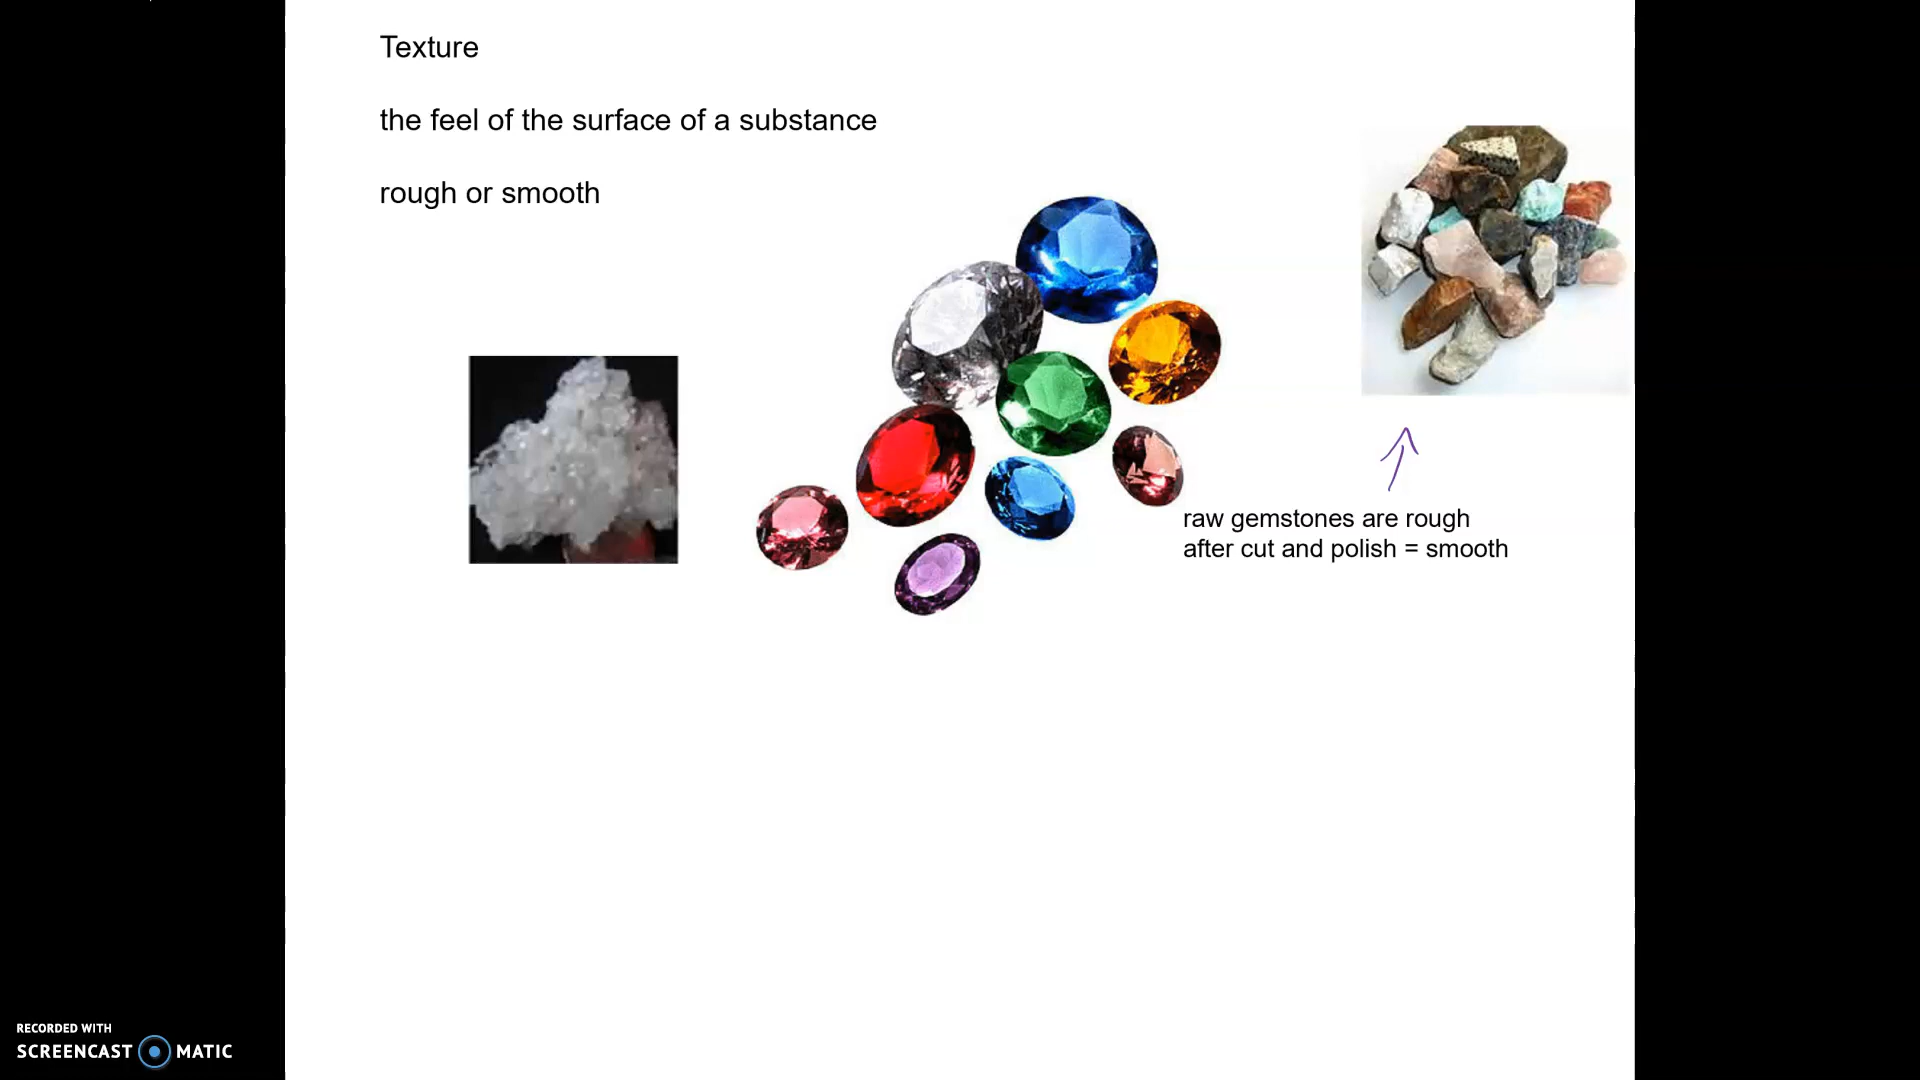 Texture
the feel of the surface of a substance
rough or smooth
raw gemstones are rough
after cut and polish = smooth
RECORDED WITH
SCREENCAST MATIC